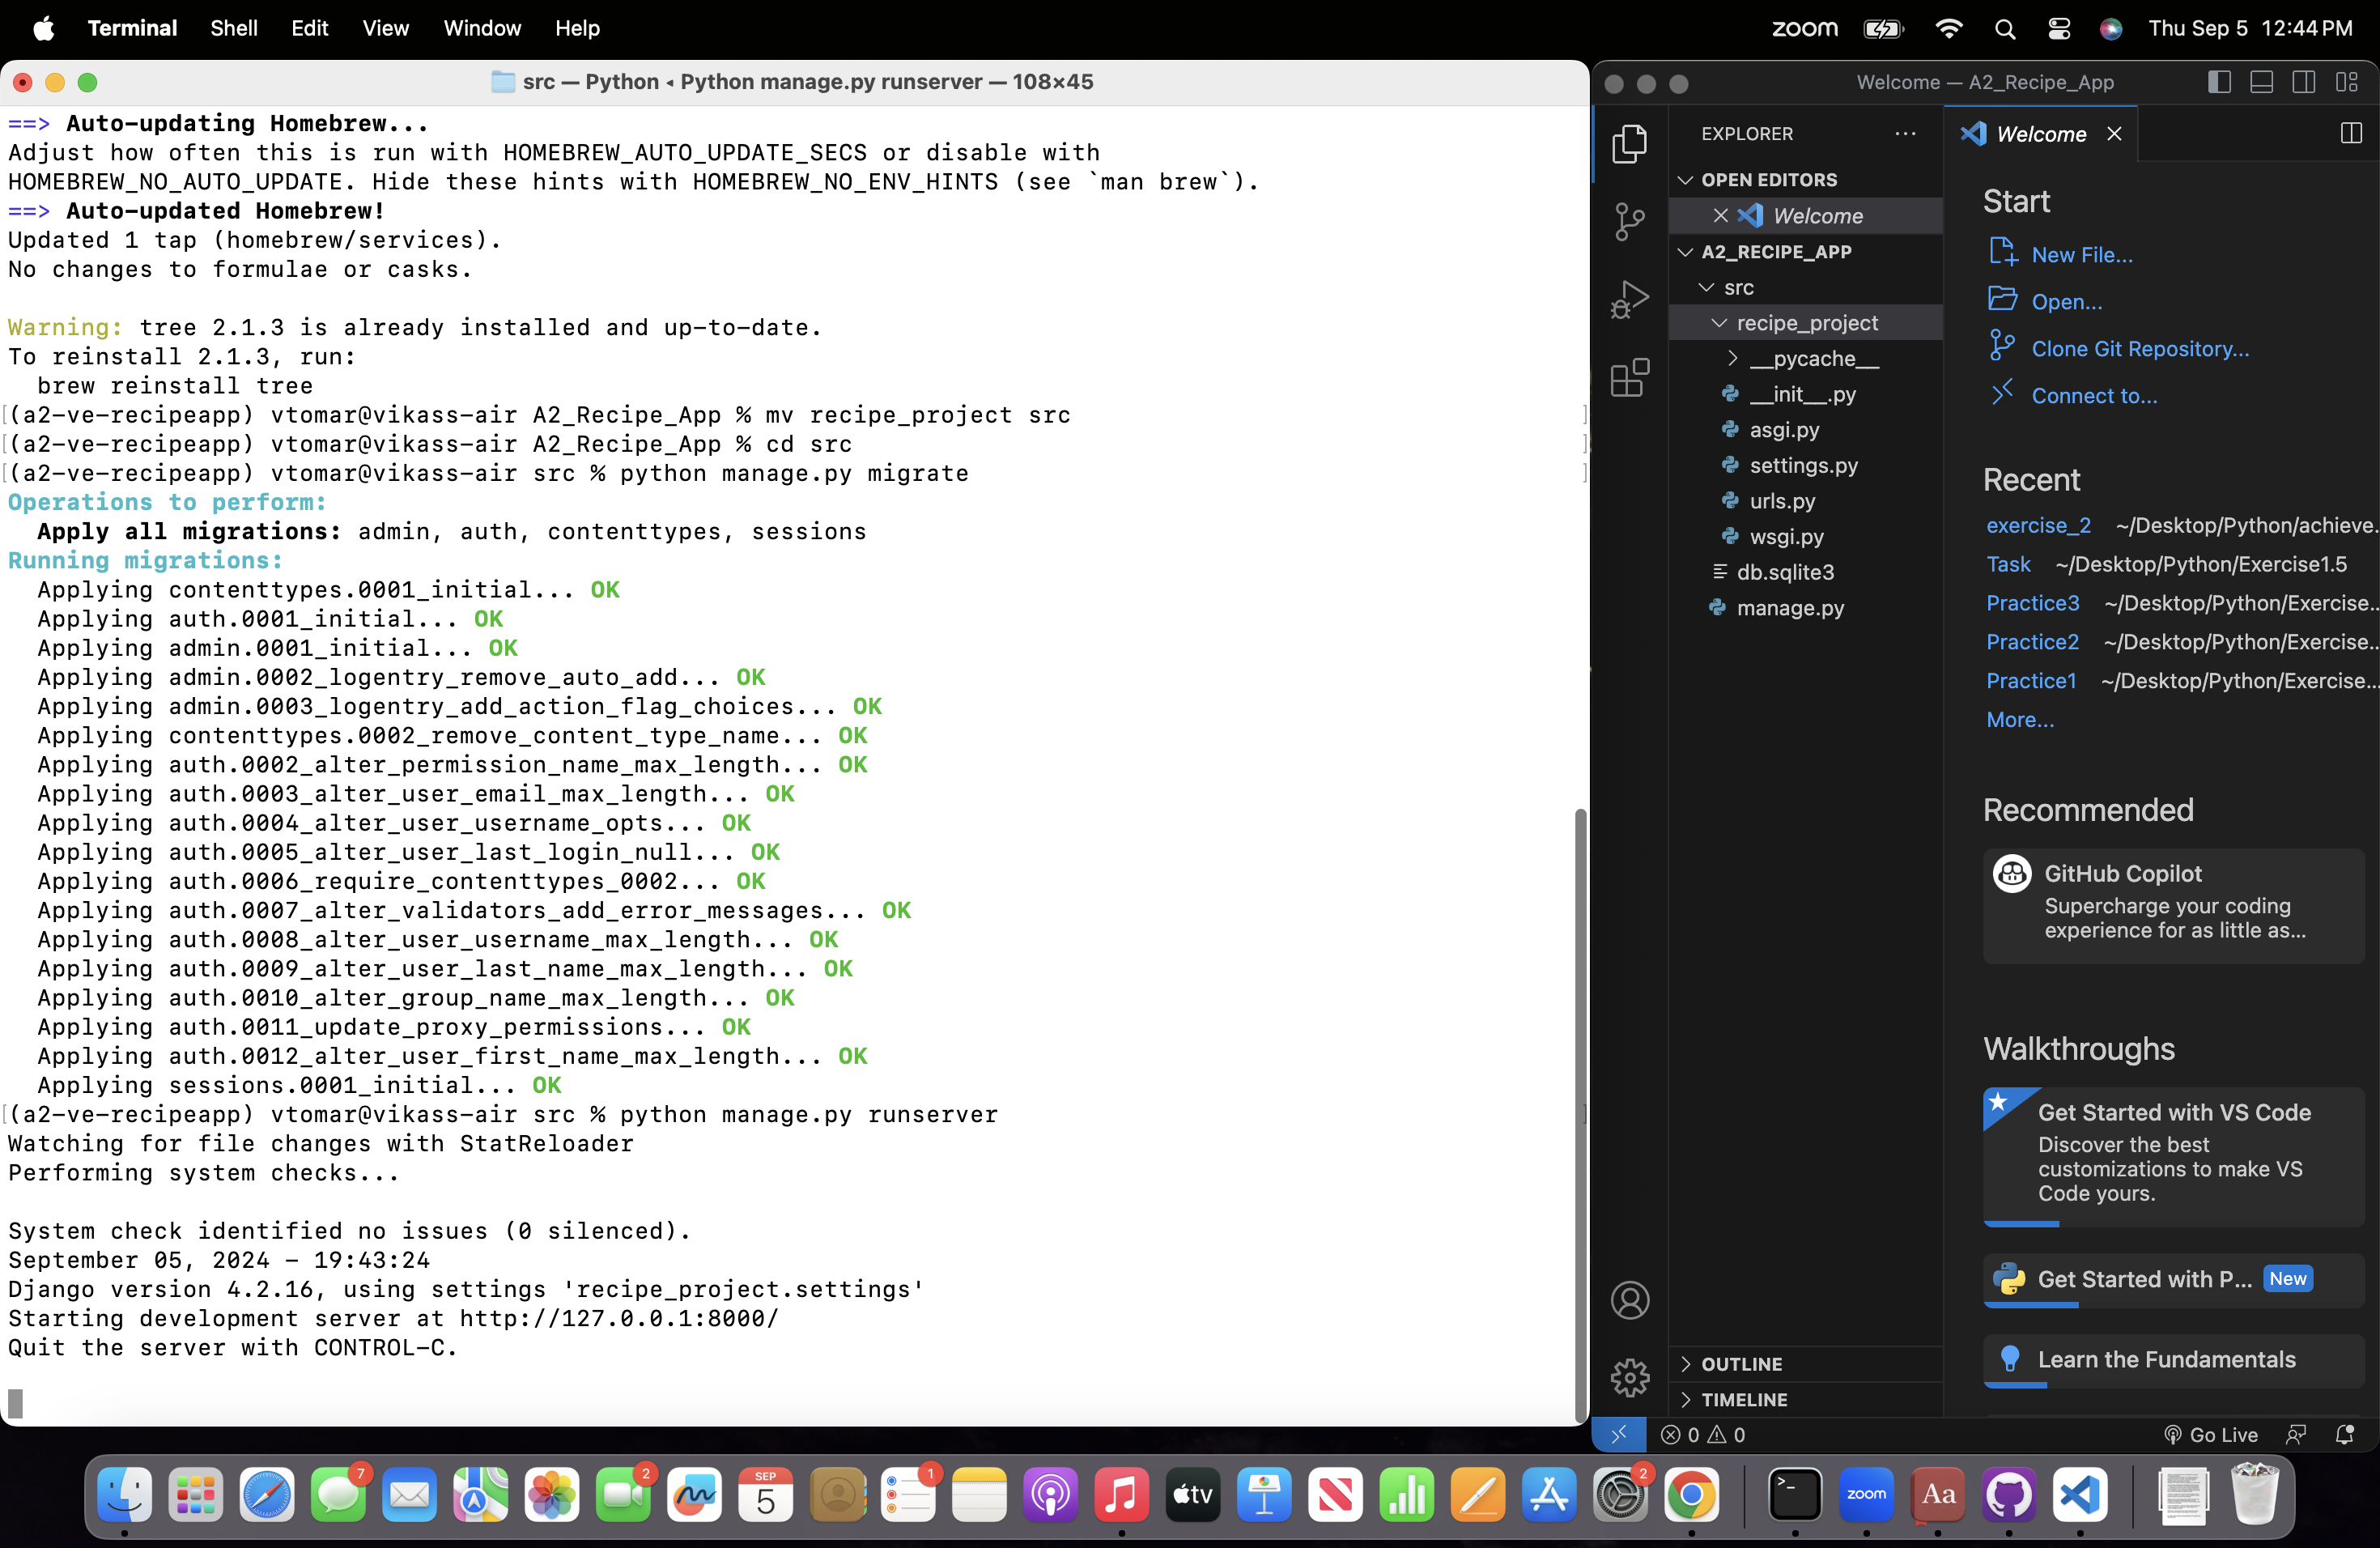 Terminal Shell Edit View Window Help
zoom Thu Sep 5 12:44 PM
src — Python ◂ Python manage.py runserver — 108×45
==> Auto-updating Homebrew...
Adjust how often this is run with HOMEBREW_AUTO_UPDATE_SECS or disable with
HOMEBREW_NO_AUTO_UPDATE. Hide these hints with HOMEBREW_NO_ENV_HINTS (see `man brew`).
==> Auto-updated Homebrew!
Updated 1 tap (homebrew/services).
No changes to formulae or casks.
Warning: tree 2.1.3 is already installed and up-to-date.
To reinstall 2.1.3, run:
brew reinstall tree
[(a2-ve-recipeapp) vtomar@vikass-air A2_Recipe_App % mv recipe_project src ]
[(a2-ve-recipeapp) vtomar@vikass-air A2_Recipe_App % cd src ]
[(a2-ve-recipeapp) vtomar@vikass-air src % python manage.py migrate ]
Operations to perform:
Apply all migrations: admin, auth, contenttypes, sessions
Running migrations:
Applying contenttypes.0001_initial... OK
Applying auth.0001_initial... OK
Applying admin.0001_initial... OK
Applying admin.0002_logentry_remove_auto_add... OK
Applying admin.0003_logentry_add_action_flag_choices... OK
Applying contenttypes.0002_remove_content_type_name... OK
Applying auth.0002_alter_permission_name_max_length... OK
Applying auth.0003_alter_user_email_max_length... OK
Applying auth.0004_alter_user_username_opts... OK
Applying auth.0005_alter_user_last_login_null... OK
Applying auth.0006_require_contenttypes_0002... OK
Applying auth.0007_alter_validators_add_error_messages... OK
Applying auth.0008_alter_user_username_max_length... OK
Applying auth.0009_alter_user_last_name_max_length... OK
Applying auth.0010_alter_group_name_max_length... OK
Applying auth.0011_update_proxy_permissions... OK
Applying auth.0012_alter_user_first_name_max_length... OK
Applying sessions.0001_initial... OK
[(a2-ve-recipeapp) vtomar@vikass-air src % python manage.py runserver ]
Watching for file changes with StatReloader
Performing system checks...
System check identified no issues (0 silenced).
September 05, 2024 - 19:43:24
Django version 4.2.16, using settings 'recipe_project.settings'
Starting development server at http://127.0.0.1:8000/
Quit the server with CONTROL-C.
Welcome — A2_Recipe_App
EXPLORER
OPEN EDITORS
Welcome
A2_RECIPE_APP
src
recipe_project
__pycache__
__init__.py
asgi.py
settings.py
urls.py
wsgi.py
db.sqlite3
manage.py
OUTLINE
TIMELINE
Welcome
Start
New File...
Open...
Clone Git Repository...
Connect to...
Recent
exercise_2 ~/Desktop/Python/achieve...
Task ~/Desktop/Python/Exercise1.5
Practice3 ~/Desktop/Python/Exercise...
Practice2 ~/Desktop/Python/Exercise...
Practice1 ~/Desktop/Python/Exercise...
More...
Recommended
GitHub Copilot
Supercharge your coding
experience for as little as...
Walkthroughs
Get Started with VS Code
Discover the best
customizations to make VS
Code yours.
Get Started with P... New
Learn the Fundamentals
0 0 Go Live
7 2 SEP 5 1 tv 2 >_ zoom Aa